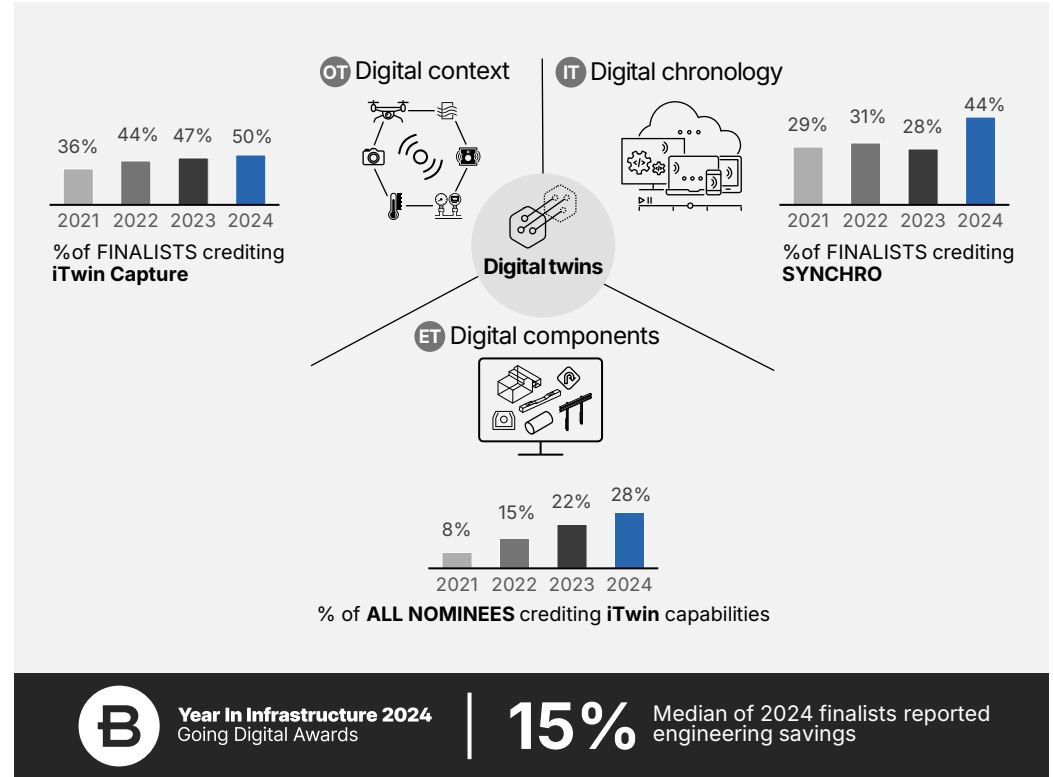 OT Digital context
IT Digital chronology
36% 44% 47% 50%
2021 2022 2023 2024
%of FINALISTS crediting
iTwin Capture
29% 31% 28% 44%
2021 2022 2023 2024
%of FINALISTS crediting
SYNCHRO
Digital twins
ET Digital components
8% 15% 22% 28%
2021 2022 2023 2024
% of ALL NOMINEES crediting iTwin capabilities
B
Year In Infrastructure 2024
Going Digital Awards
15%
Median of 2024 finalists reported
engineering savings